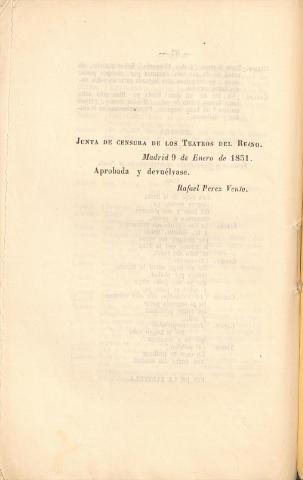 JUNTA DE CENSURA DE LOS TEATROS DEL REINO.
Madrid 9 de Enero de 1851.
Aprobada y devuélvase.
Rafael Perez Vento.